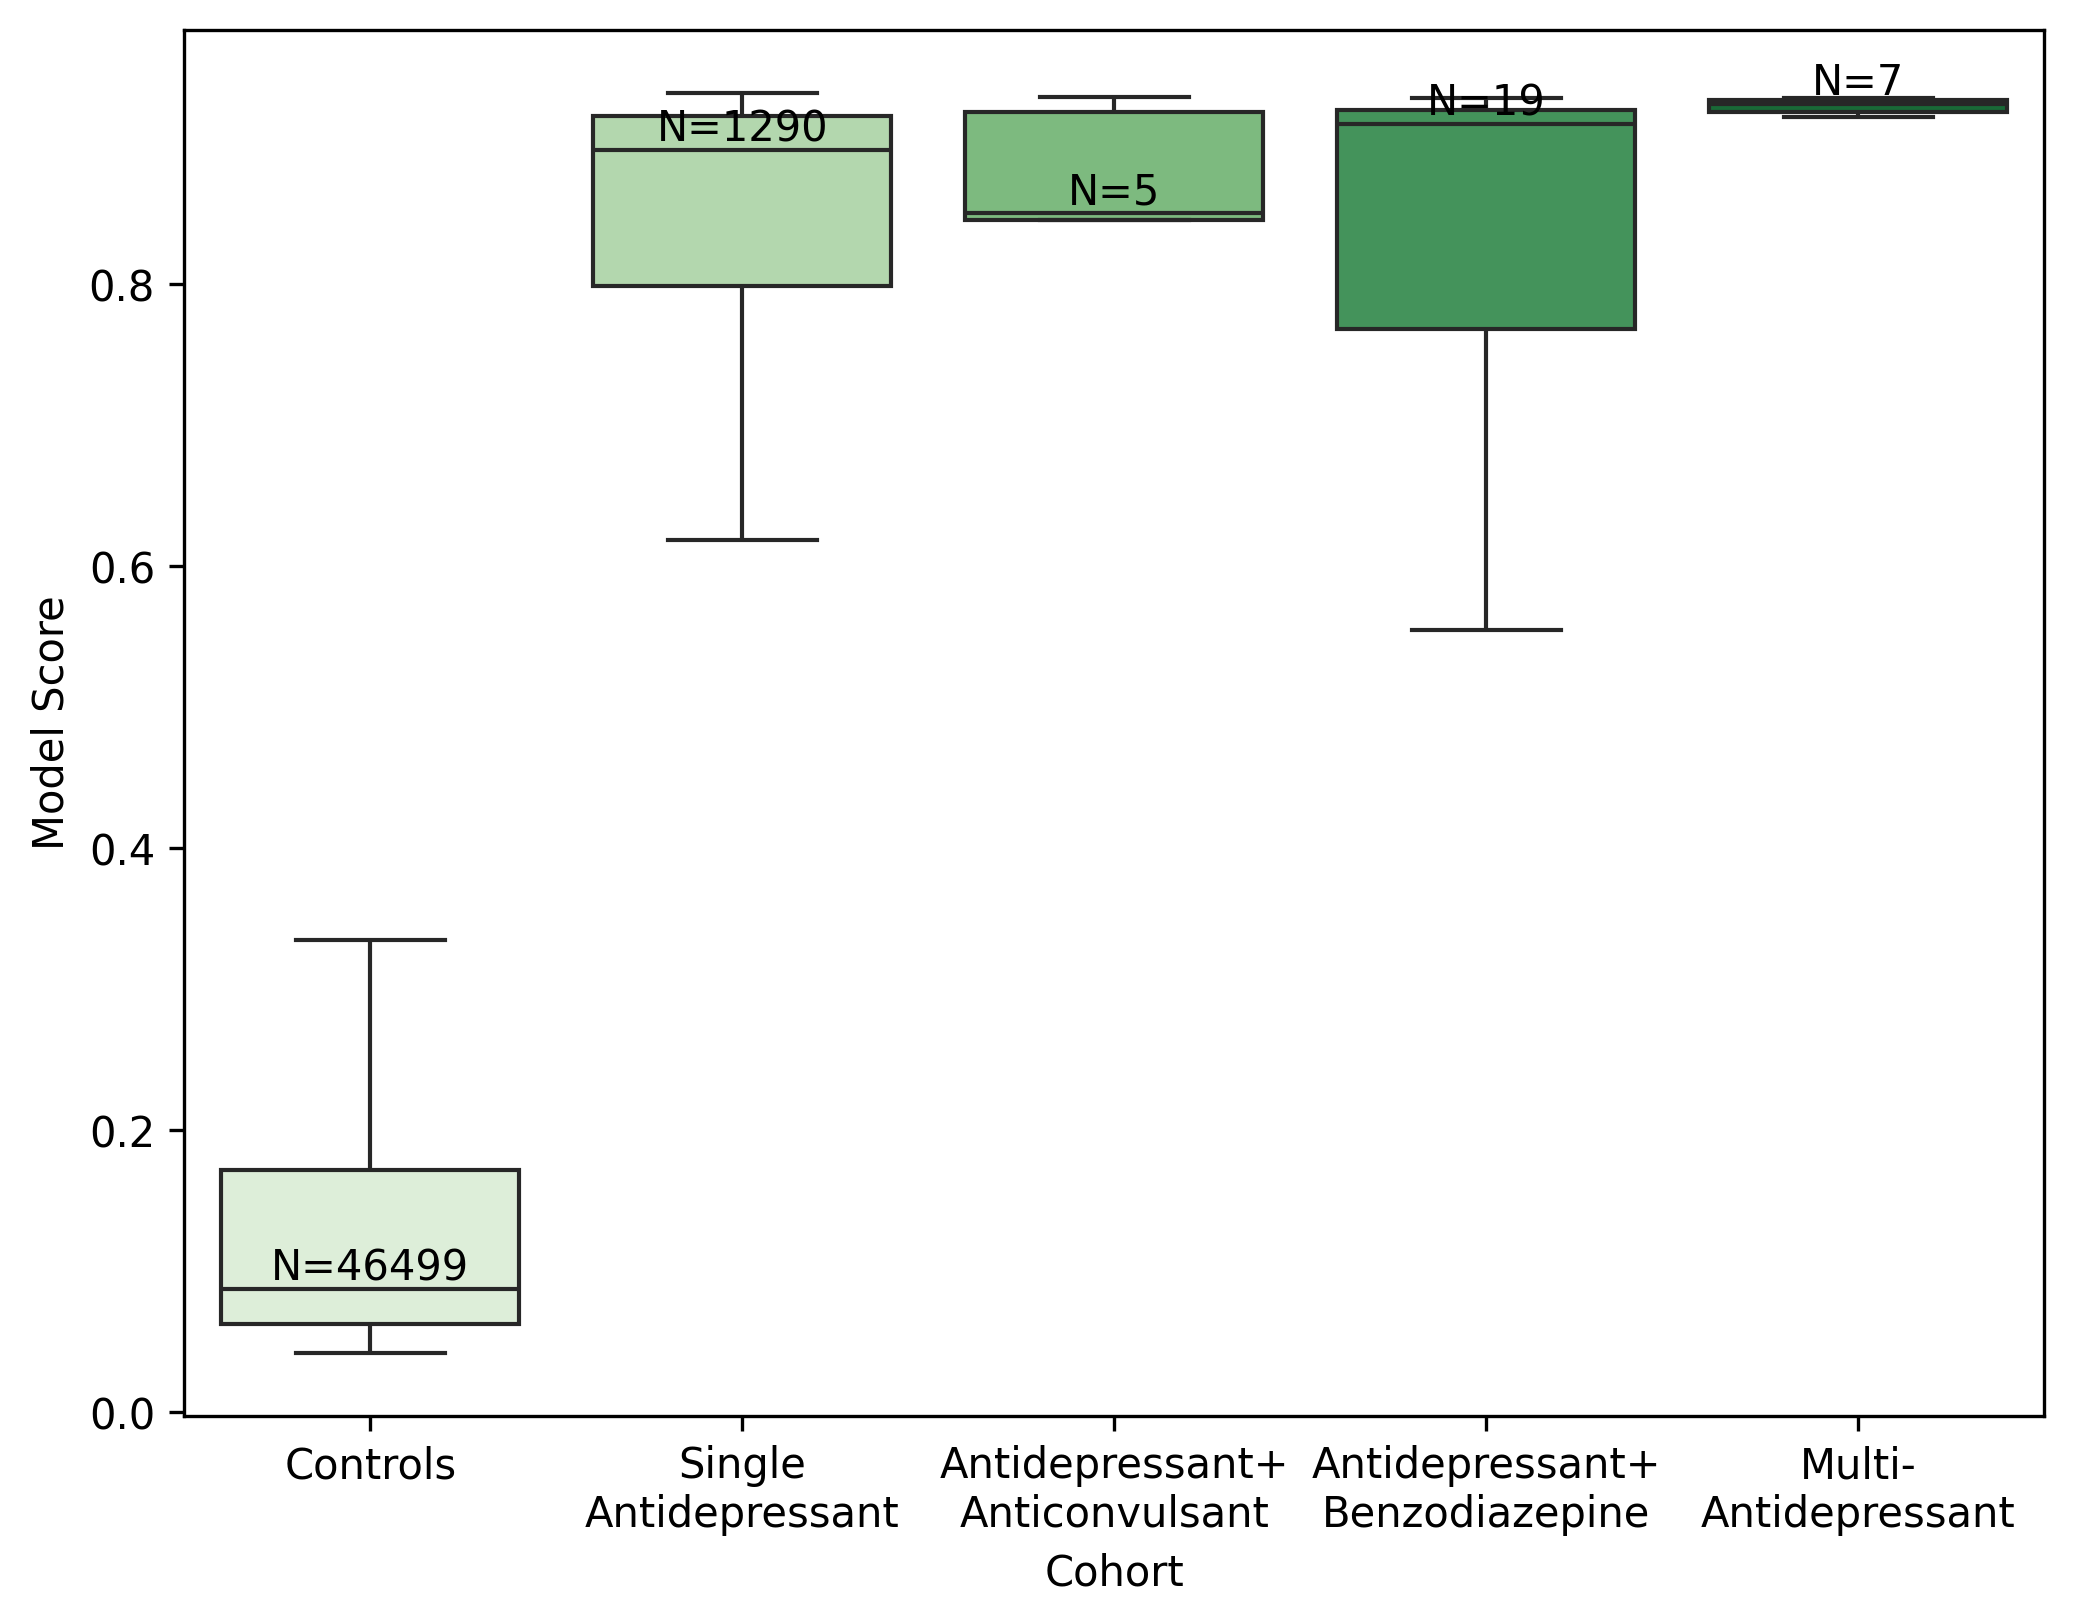 N=7
N=19
N=1290
N=5
0.8
0.6
Model Score
0.4
0.2
N=46499
0.0
Controls
Single
Antidepressant
Antidepressant+
Anticonvulsant
Antidepressant+
Benzodiazepine
Multi-
Antidepressant
Cohort